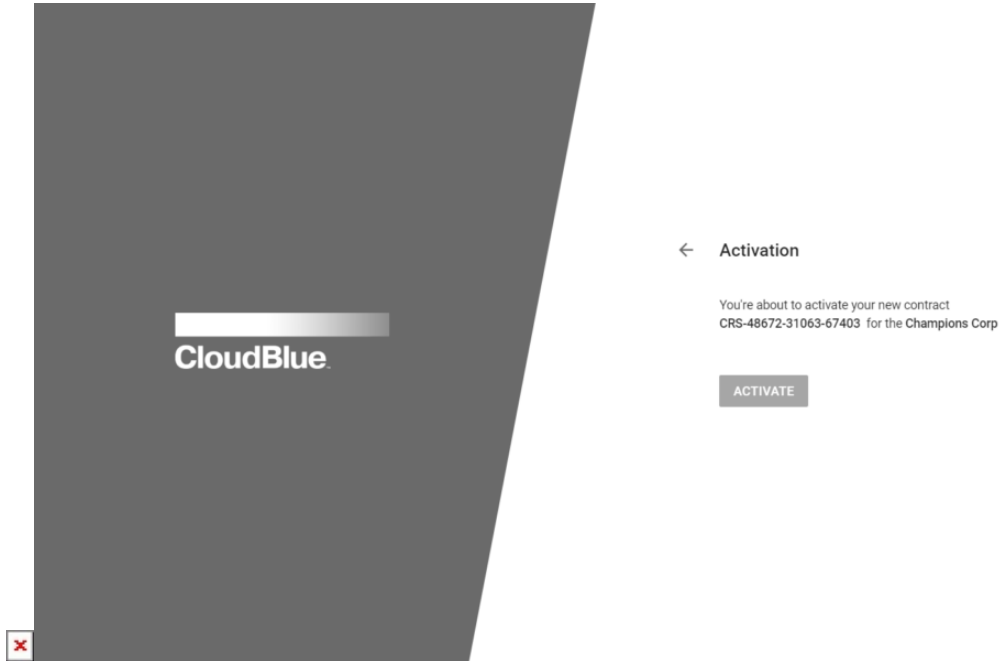 CloudBlue
Activation
You're about to activate your new contract
CRS-48672-31063-67403 for the Champions Corp
ACTIVATE